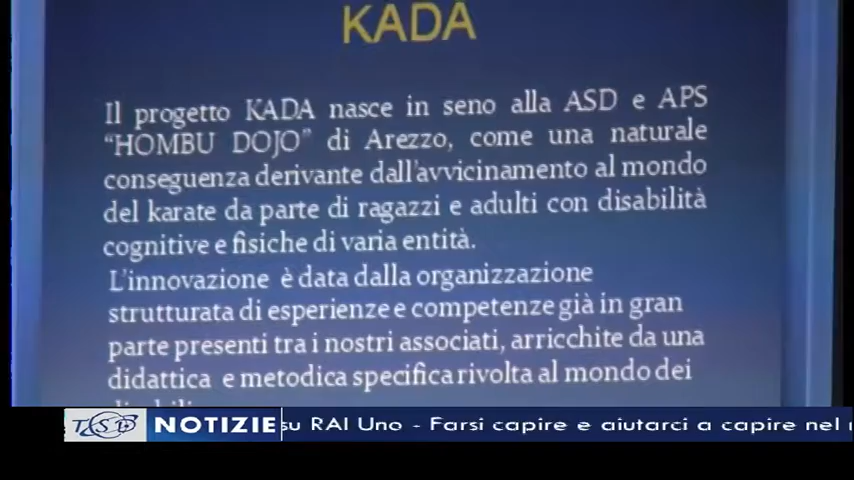 KADA
Il progetto KADA nasce in seno alla ASD e APS
“HOMBU DOJO” di Arezzo, come una naturale
conseguenza derivante dall’avvicinamento al mondo
del karate da parte di ragazzi e adulti con disabilità
cognitive e fisiche di varia entità.
L’innovazione è data dalla organizzazione
strutturata di esperienze e competenze già in gran
parte presenti tra i nostri associati, arricchite da una
didattica e metodica specifica rivolta al mondo dei
TSD NOTIZIE su RAI Uno - Farsi capire e aiutarci a capire nel